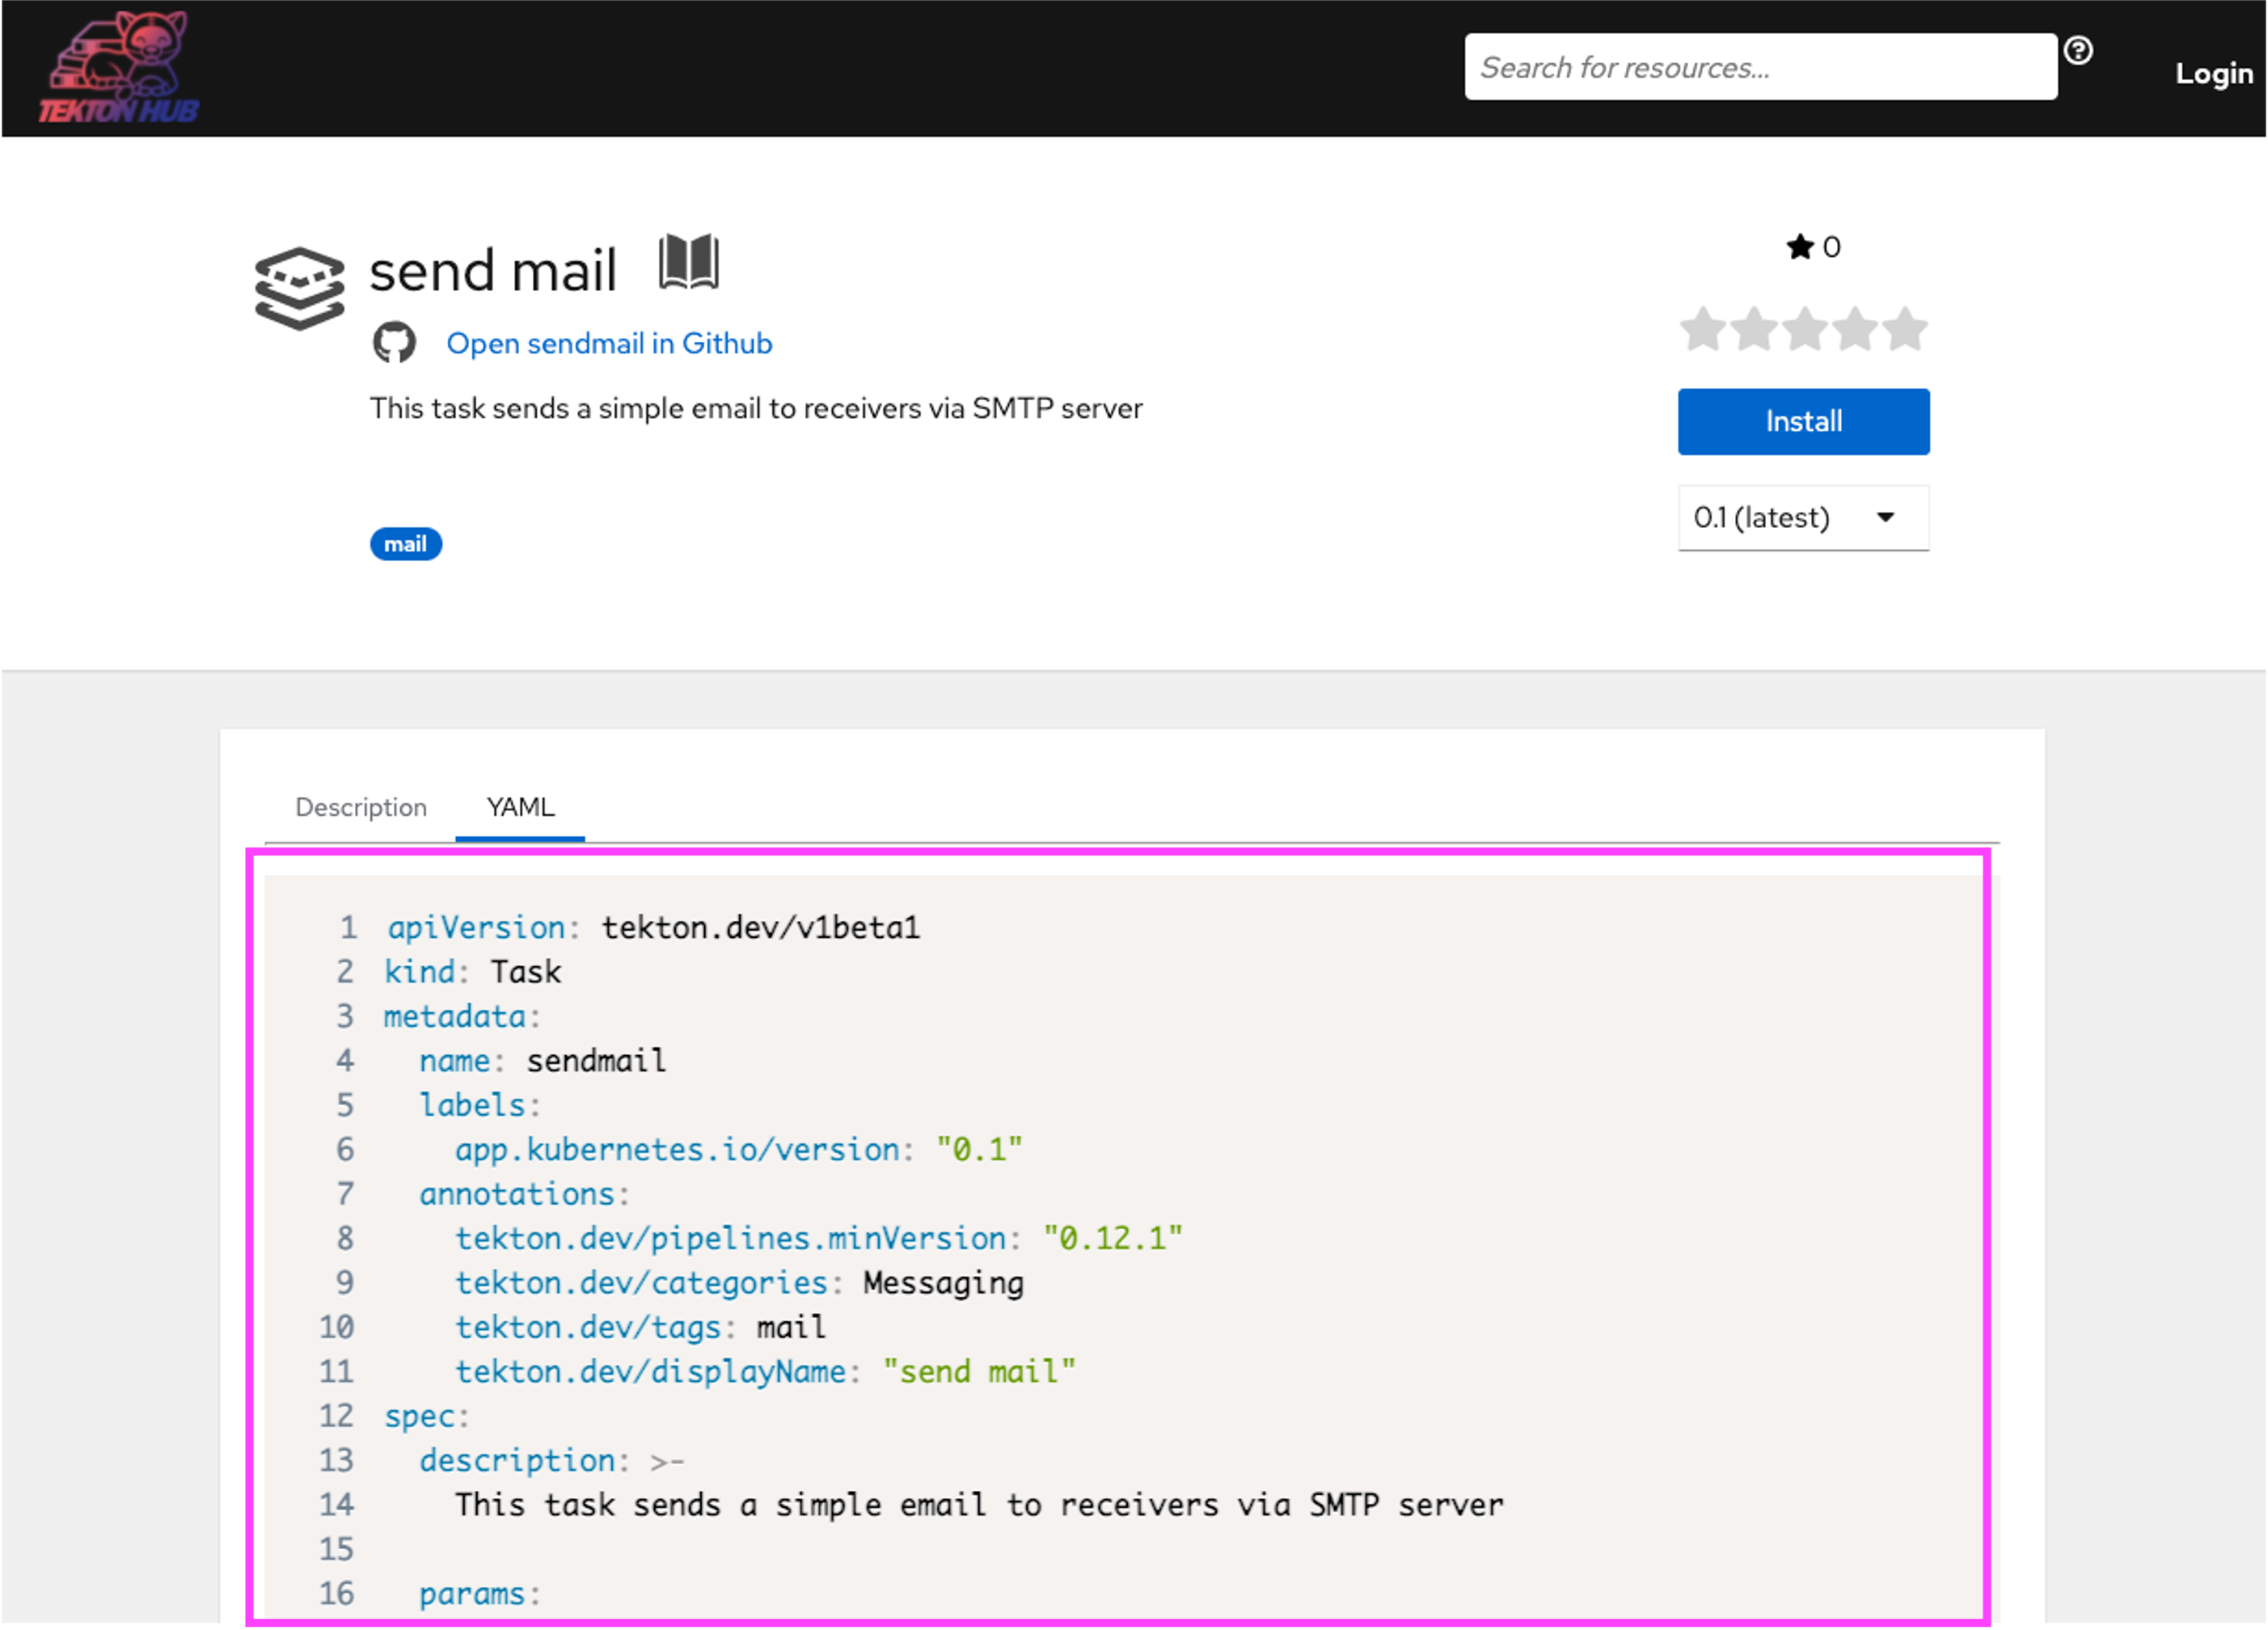 TEKTON HUB
Search for resources...
Login
send mail
0
Open sendmail in Github
This task sends a simple email to receivers via SMTP server
Install
0.1 (latest)
mail
Description YAML
1 apiVersion: tekton.dev/v1beta1
2 kind: Task
3 metadata:
4   name: sendmail
5   labels:
6     app.kubernetes.io/version: "0.1"
7   annotations:
8     tekton.dev/pipelines.minVersion: "0.12.1"
9     tekton.dev/categories: Messaging
10     tekton.dev/tags: mail
11     tekton.dev/displayName: "send mail"
12 spec:
13   description: >-
14     This task sends a simple email to receivers via SMTP server
15
16   params: